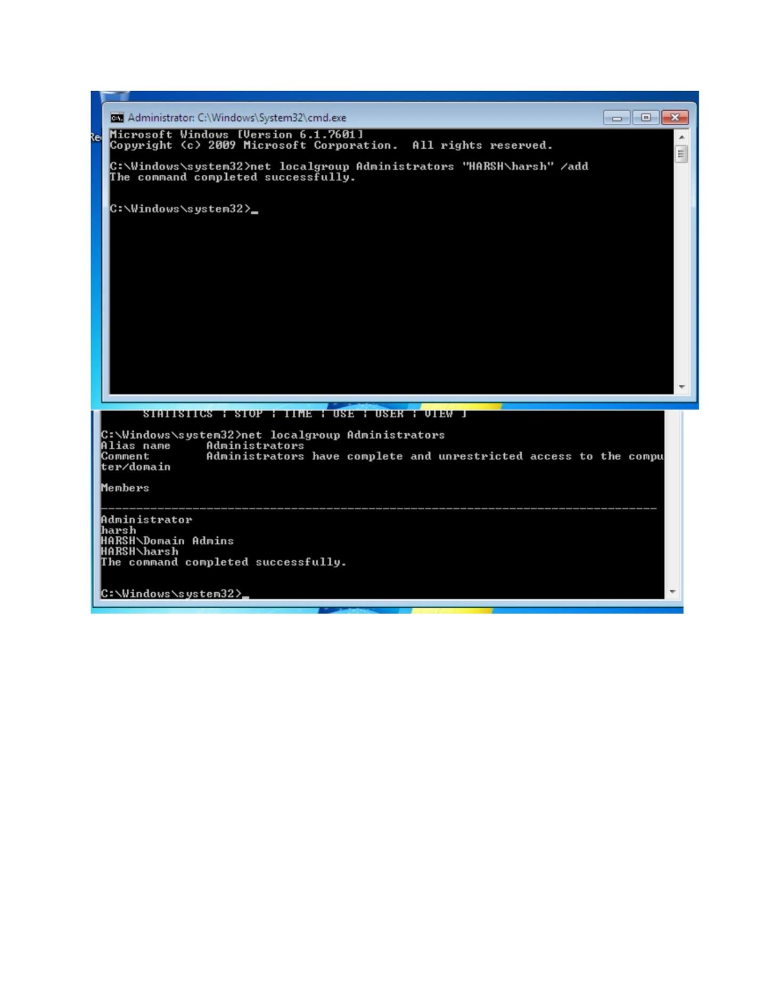 Administrator: C:\Windows\System32\cmd.exe
Microsoft Windows [Version 6.1.7601]
Copyright (c) 2009 Microsoft Corporation.  All rights reserved.
C:\Windows\system32>net localgroup Administrators "HARSH\harsh" /add
The command completed successfully.
C:\Windows\system32>_
STATISTICS | STOP | TIME | USE | USER | VIEW ]
C:\Windows\system32>net localgroup Administrators
Alias name     Administrators
Comment        Administrators have complete and unrestricted access to the compu
ter/domain
Members
-------------------------------------------------------------------------------
Administrator
harsh
HARSH\Domain Admins
HARSH\harsh
The command completed successfully.
C:\Windows\system32>_